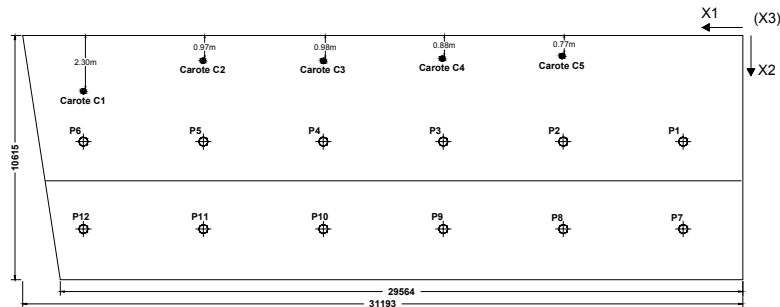 X1 (X3)
X2
2.30m 0.97m 0.98m 0.88m 0.77m
Carote C1 Carote C2 Carote C3 Carote C4 Carote C5
P6 P5 P4 P3 P2 P1
10615
P12 P11 P10 P9 P8 P7
29564
31193